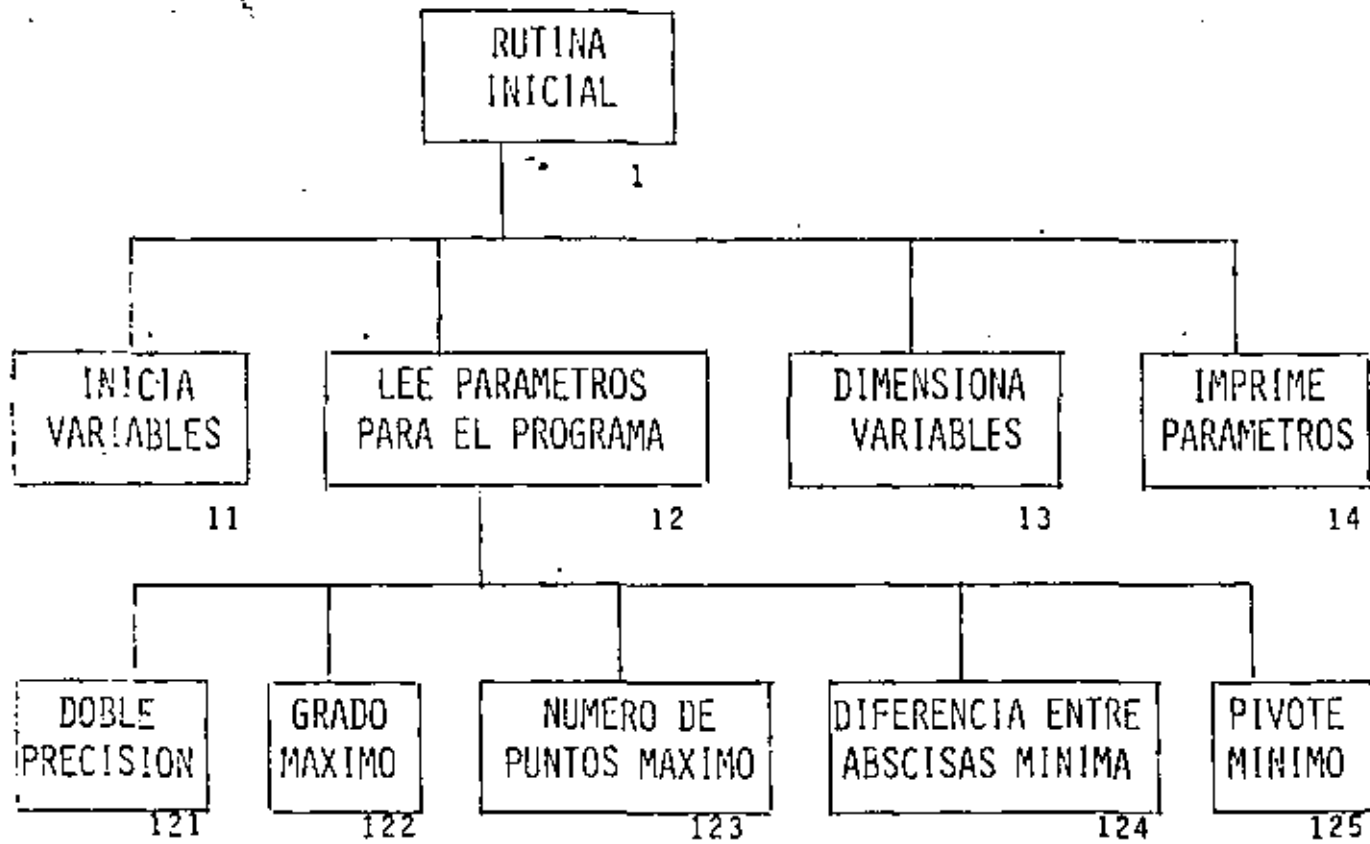 RUTINA
INICIAL
1
INICIA
VARIABLES
11
LEE PARAMETROS
PARA EL PROGRAMA
12
DIMENSIONA
VARIABLES
13
IMPRIME
PARAMETROS
14
DOBLE
PRECISION
121
GRADO
MAXIMO
122
NUMERO DE
PUNTOS MAXIMO
123
DIFERENCIA ENTRE
ABSCISAS MINIMA
124
PIVOTE
MINIMO
125